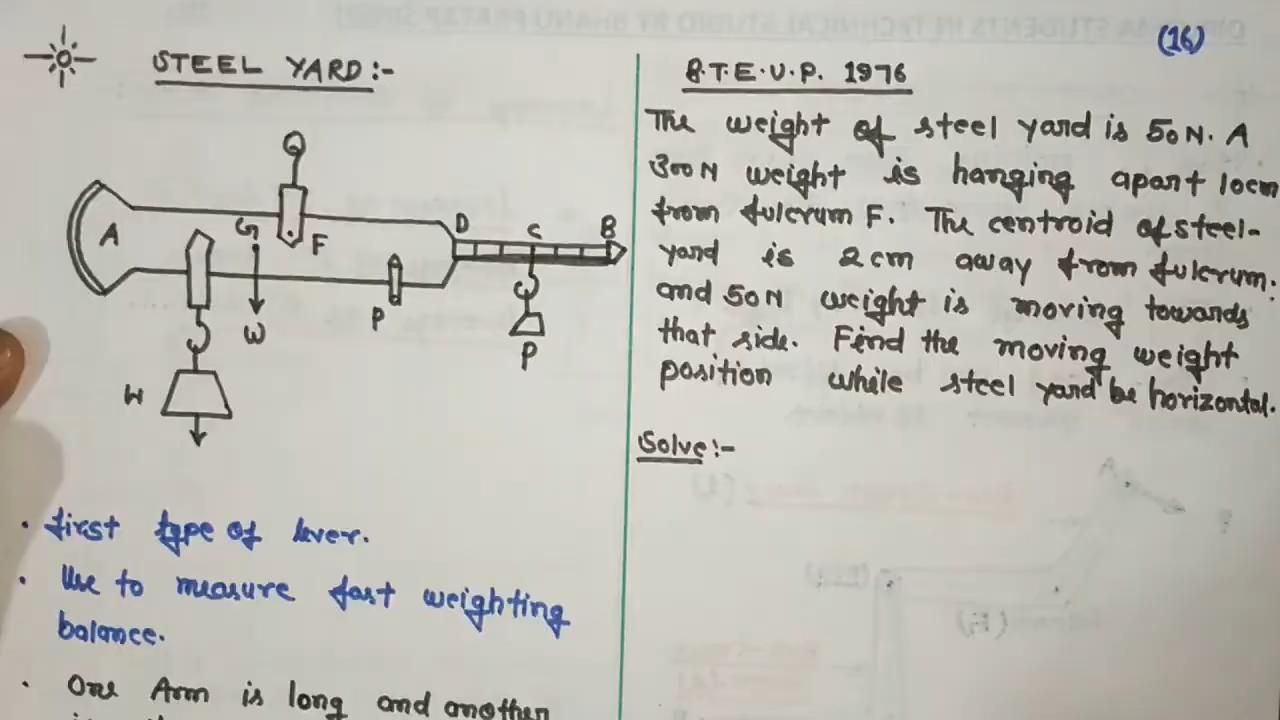 (16)
STEEL YARD:-
A
G
F
D
C
B
W
P
P
W
• first type of lever.
• Use to measure fast weighting
balance.
• One Arm is long and another
B.T.E.U.P. 1976
The weight of steel yard is 50N. A
300N weight is hanging apart 10cm
from fulcrum F. The centroid of steel-
yard is 2cm away from fulcrum.
and 50N weight is moving towards
that side. Find the moving weight
position while steel yard be horizontal.
Solve:-